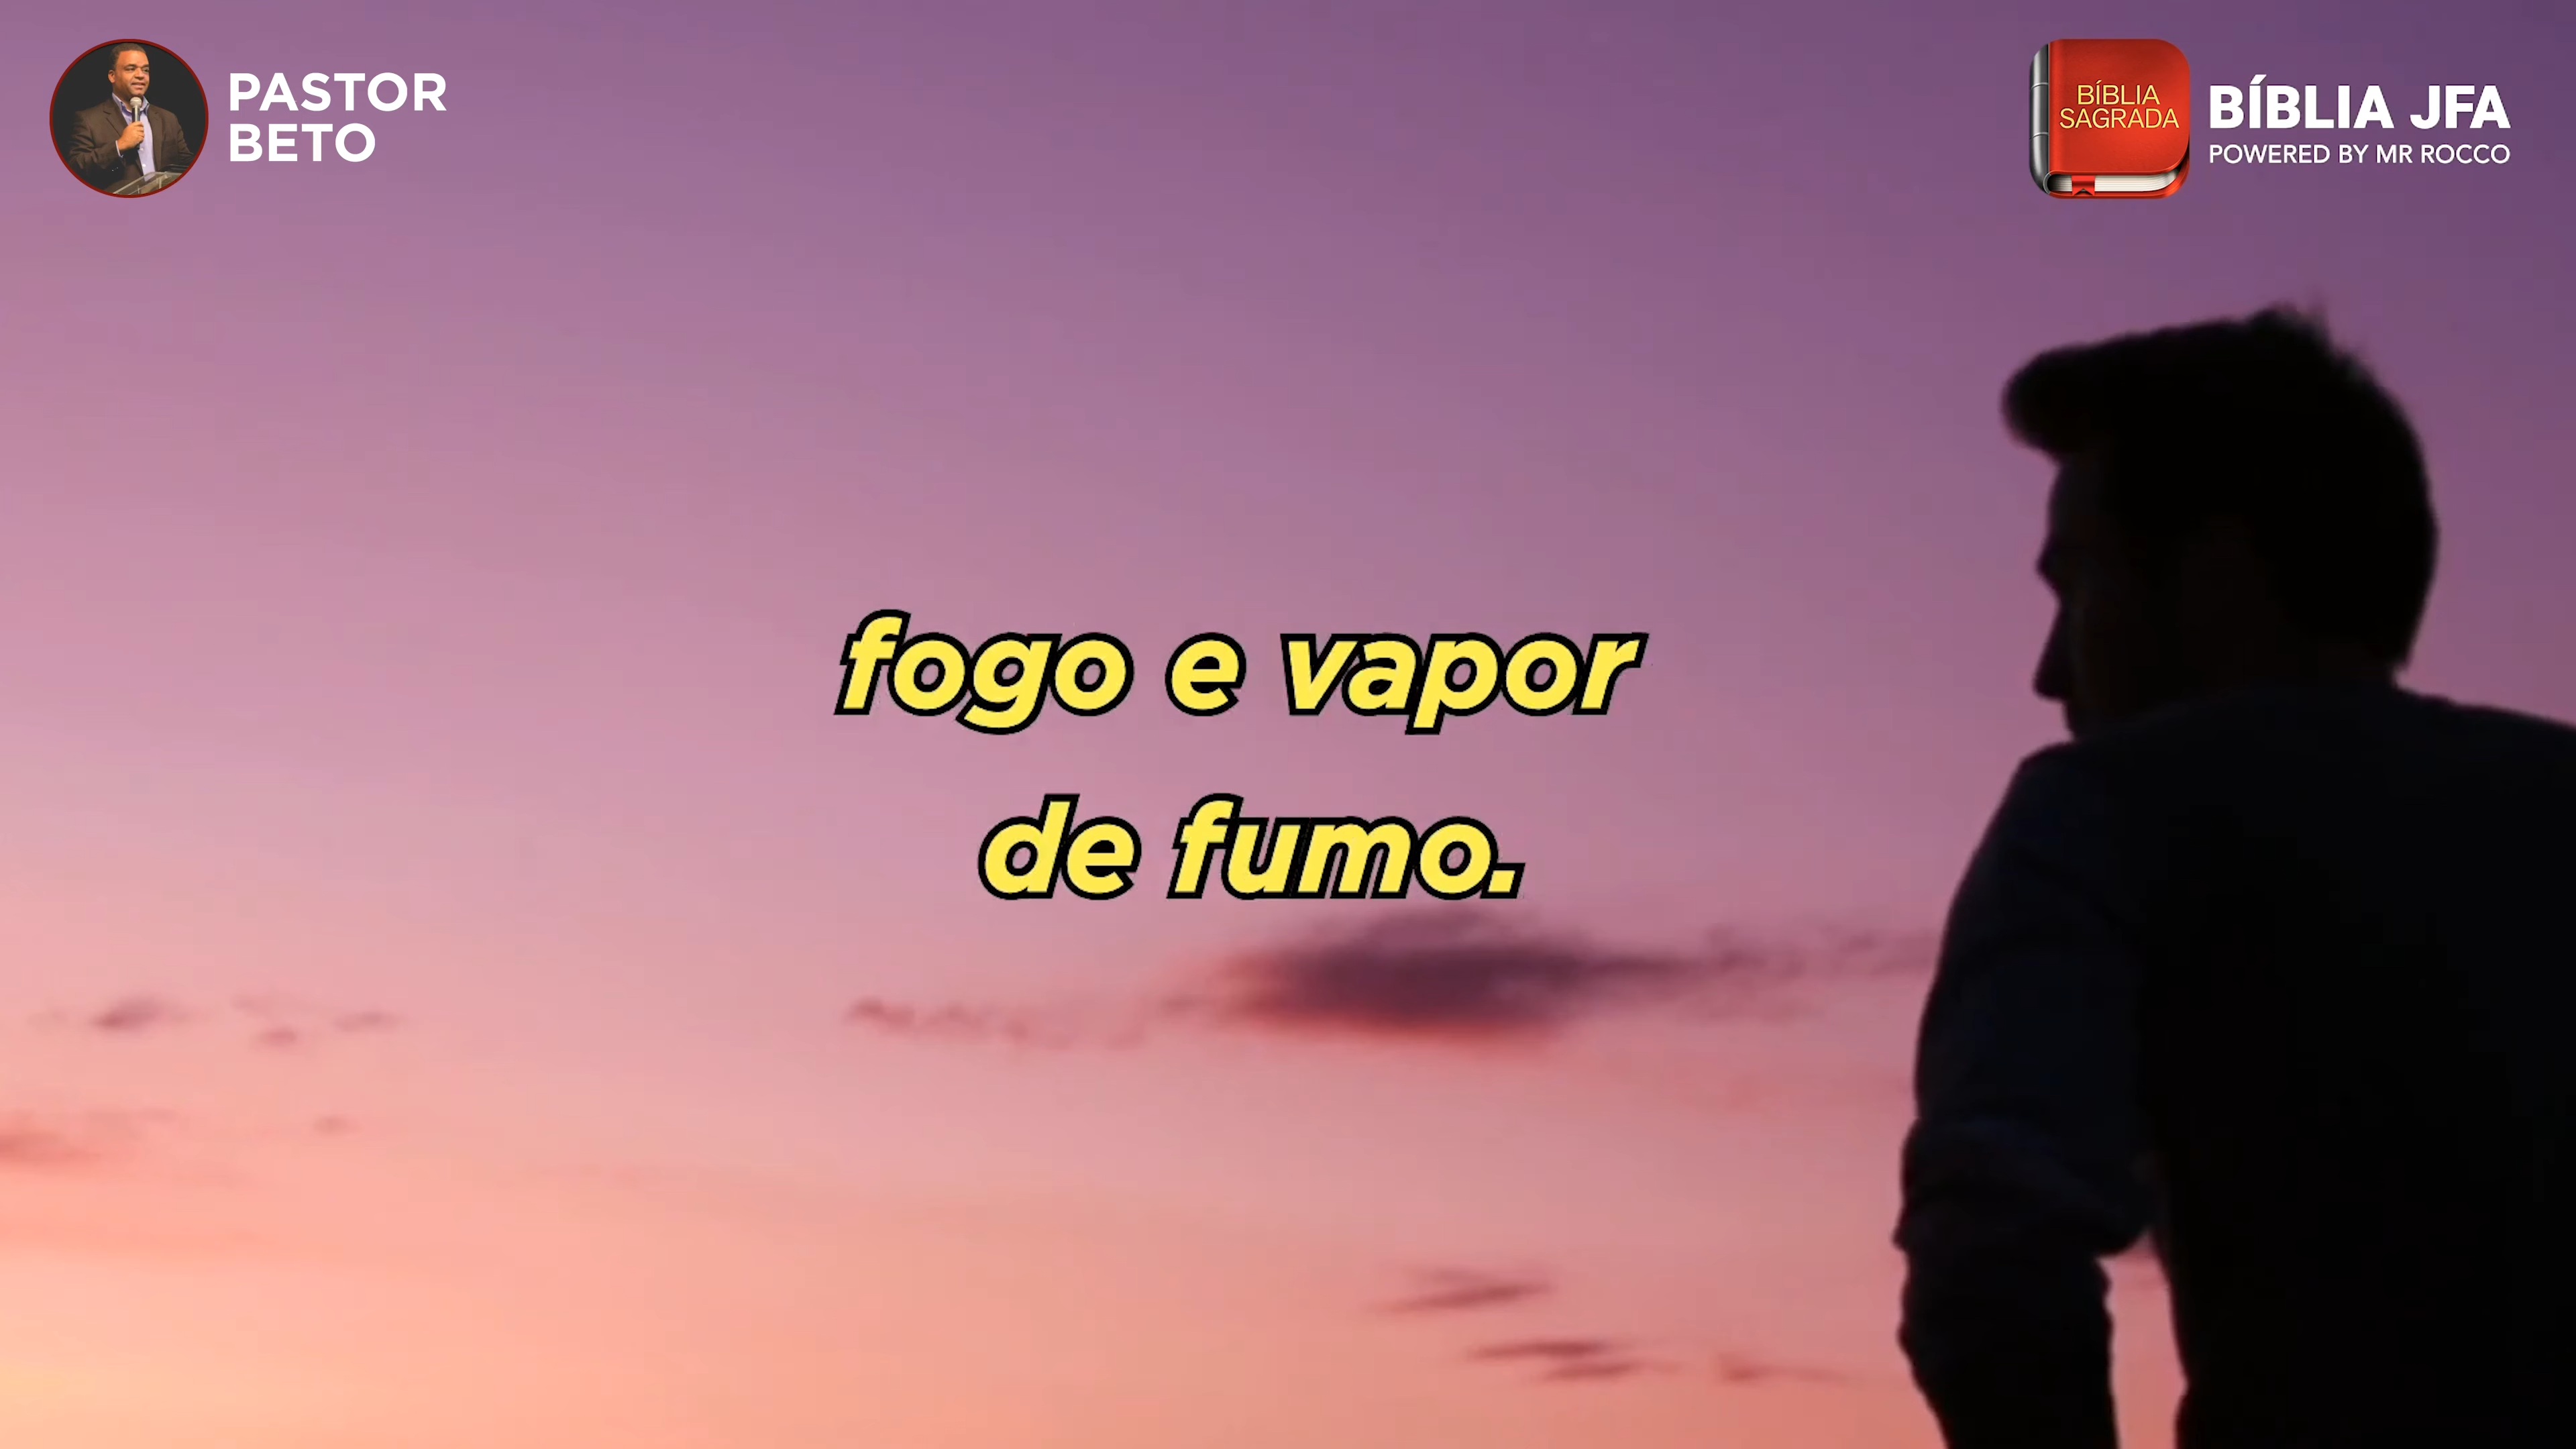 PASTOR
BETO
BÍBLIA
SAGRADA
BÍBLIA JFA
POWERED BY MR ROCCO
fogo e vapor
de fumo.